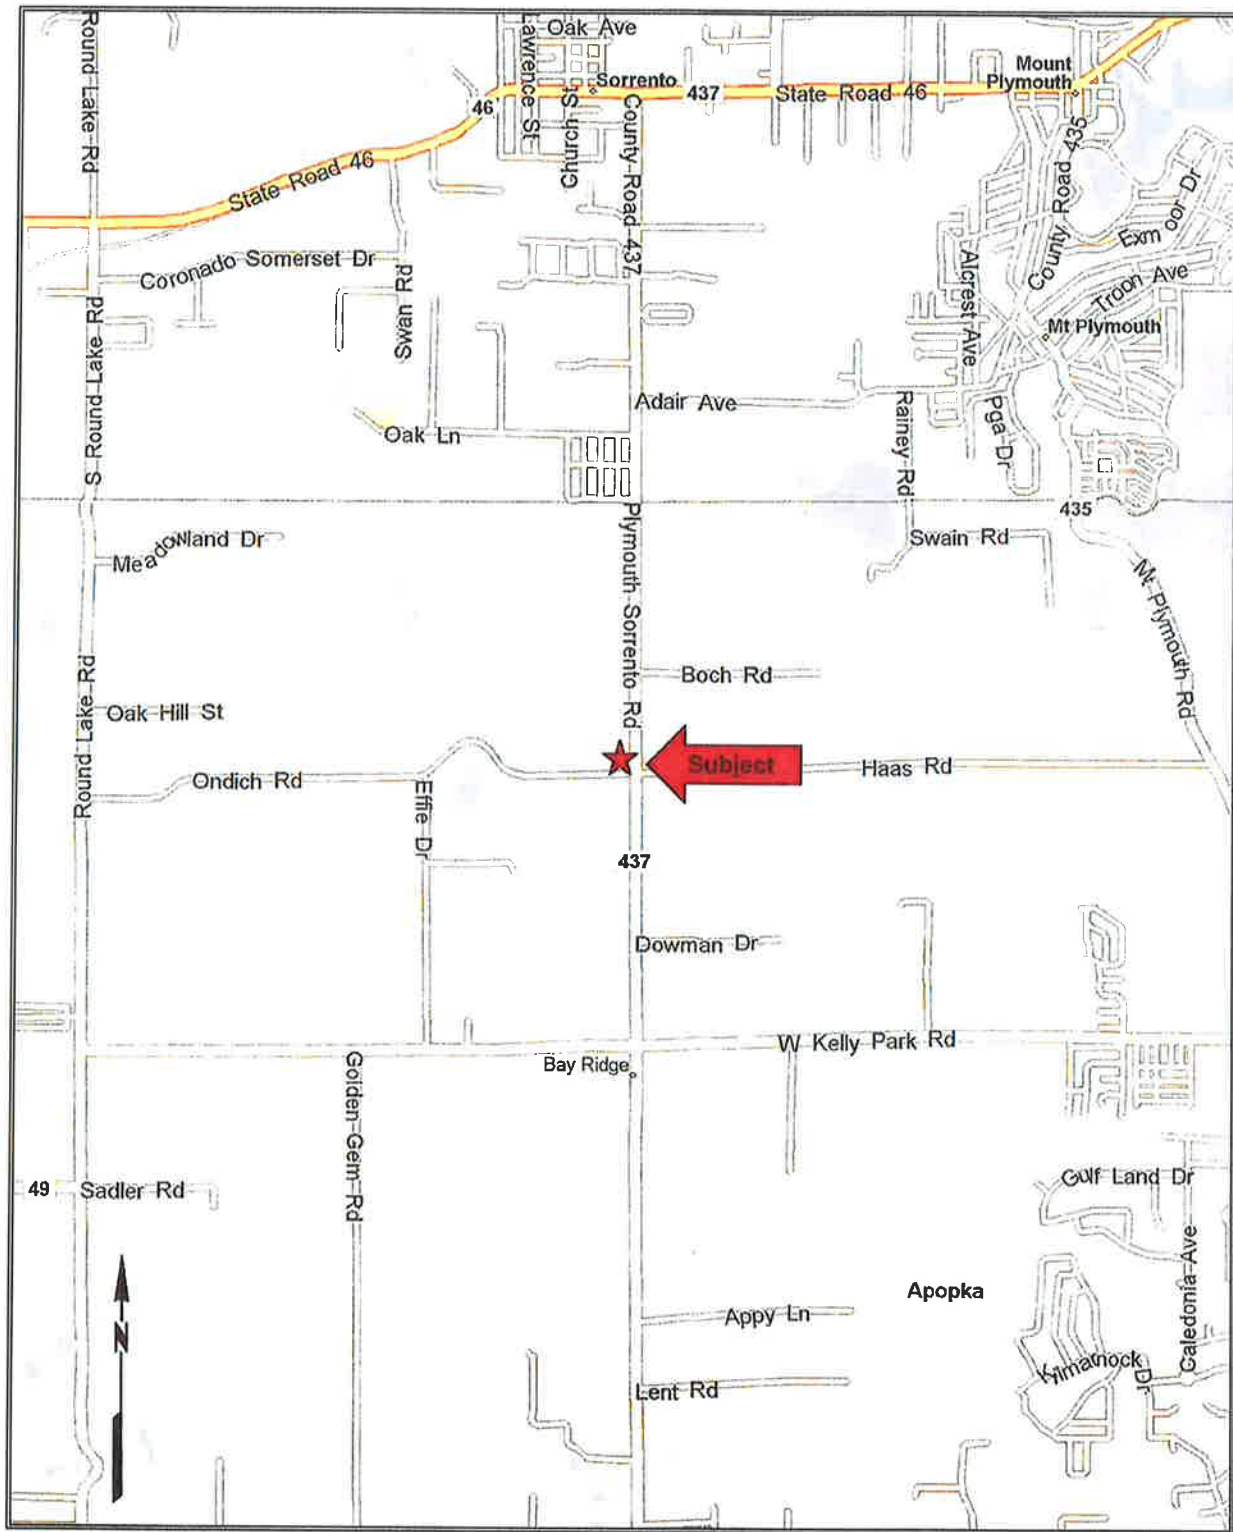 Round Lake Rd
Lawrence St
Oak Ave
Sorrento
437
State Road 46
Mount
Plymouth
46
Church St
County Road 437
County Road 435
State Road 46
Exmoor Dr
Coronado Somerset Dr
Swan Rd
Alcrest Ave
Troon Ave
Mt Plymouth
S Round Lake Rd
Adair Ave
Rainey Rd
Pga Dr
Oak Ln
435
Plymouth Sorrento Rd
Meadowland Dr
Swain Rd
Mt Plymouth Rd
Boch Rd
Round Lake Rd
Oak Hill St
Subject
Haas Rd
Ondich Rd
Effie Dr
437
Dowman Dr
W Kelly Park Rd
Bay Ridge
Golden Gem Rd
49
Sadler Rd
Gulf Land Dr
Caledonia Ave
N
Apopka
Appy Ln
Kilmarnock Dr
Lent Rd